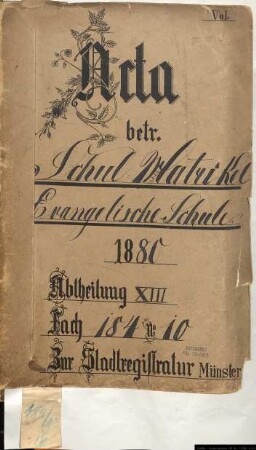 Vol.
Acta
betr.
Schul Matrikel
Evangelische Schule
1880
Abtheilung XIII
Fach 184 № 10
Zur Stadtregistratur Münster